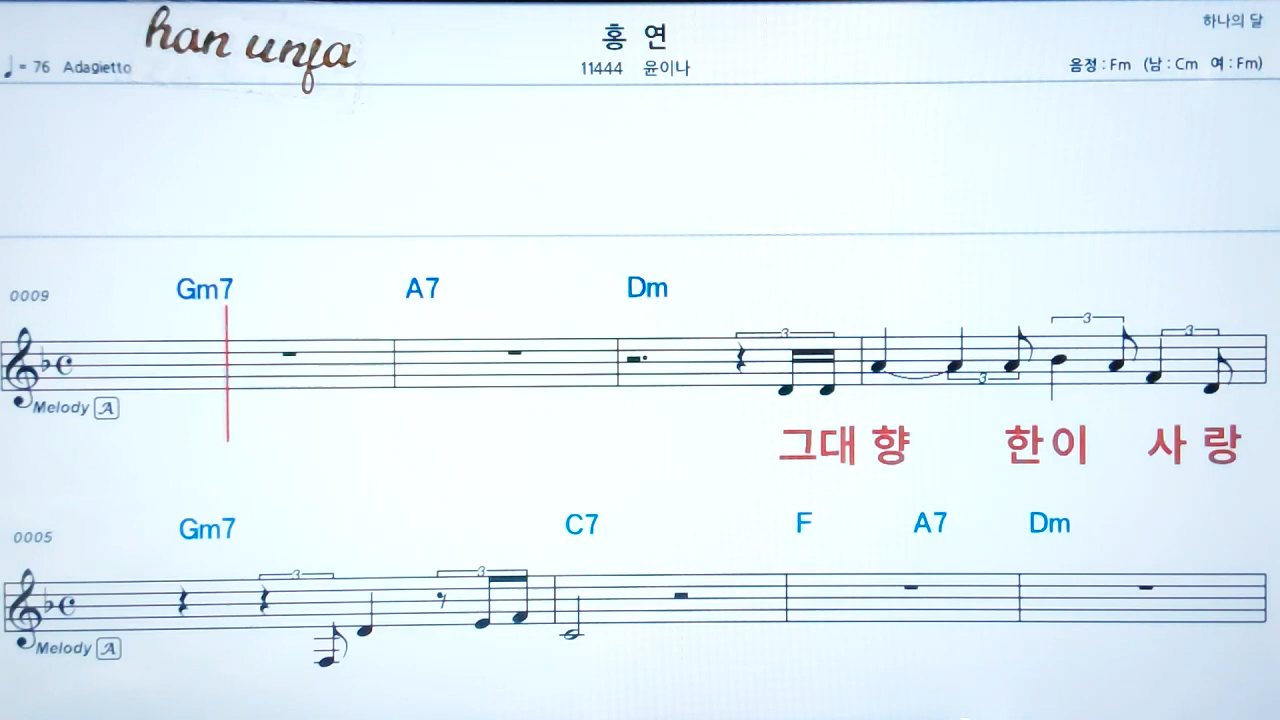 han unja
홍 연
하나의 달
♩= 76 Adagietto
11444 윤이나
음정 : Fm (남 : Cm 여 : Fm)
0009 Gm7 A7 Dm
3 3 3 3
Melody A
그대 향 한이 사 랑
0005 Gm7 C7 F A7 Dm
3 3
Melody A